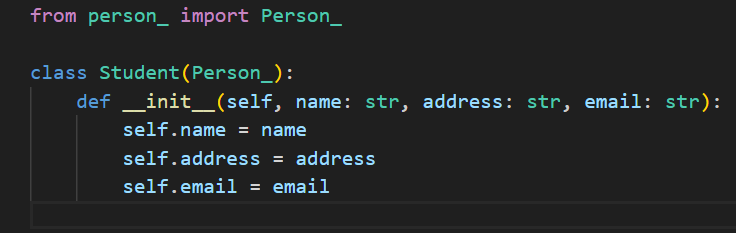 from person_ import Person_
class Student(Person_):
    def __init__(self, name: str, address: str, email: str):
        self.name = name
        self.address = address
        self.email = email